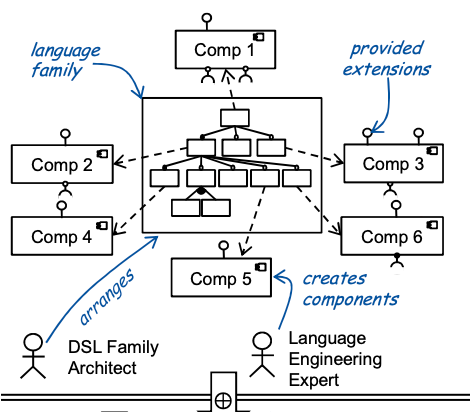 Comp 1
language
family
provided
extensions
Comp 2
Comp 3
Comp 4
Comp 6
Comp 5
arranges
creates
components
DSL Family
Architect
Language
Engineering
Expert